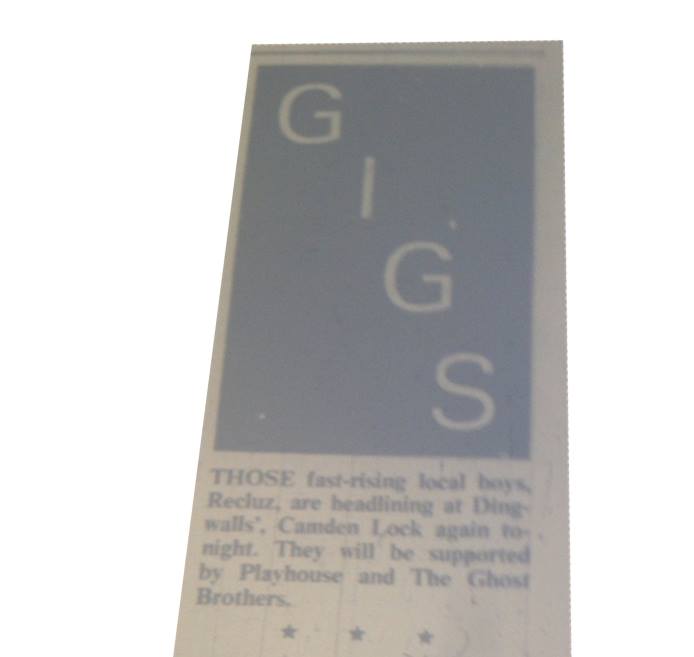 GIGS
THOSE fast-rising local boys,
Recluz, are headlining at Ding-
walls', Camden Lock again to-
night. They will be supported
by Playhouse and The Ghost
Brothers.